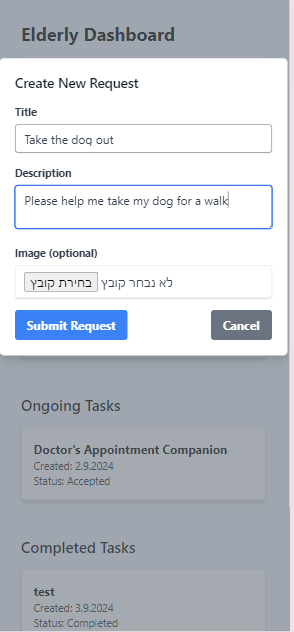 Elderly Dashboard
Create New Request
Title
Take the dog out
Description
Please help me take my dog for a walk
Image (optional)
בחירת קובץ לא נבחר קובץ
Submit Request
Cancel
Ongoing Tasks
Doctor's Appointment Companion
Created: 2.9.2024
Status: Accepted
Completed Tasks
test
Created: 3.9.2024
Status: Completed